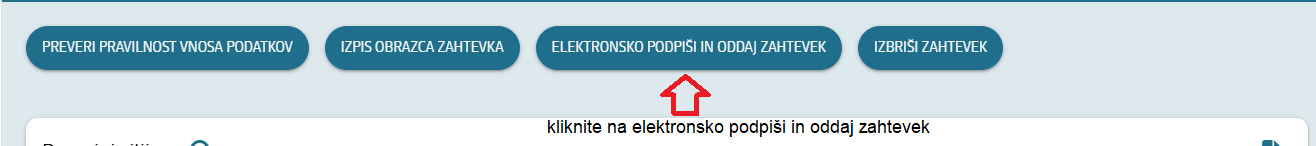 PREVERI PRAVILNOST VNOSA PODATKOV
IZPIS OBRAZCA ZAHTEVKA
ELEKTRONSKO PODPIŠI IN ODDAJ ZAHTEVEK
IZBRIŠI ZAHTEVEK
kliknite na elektronsko podpiši in oddaj zahtevek